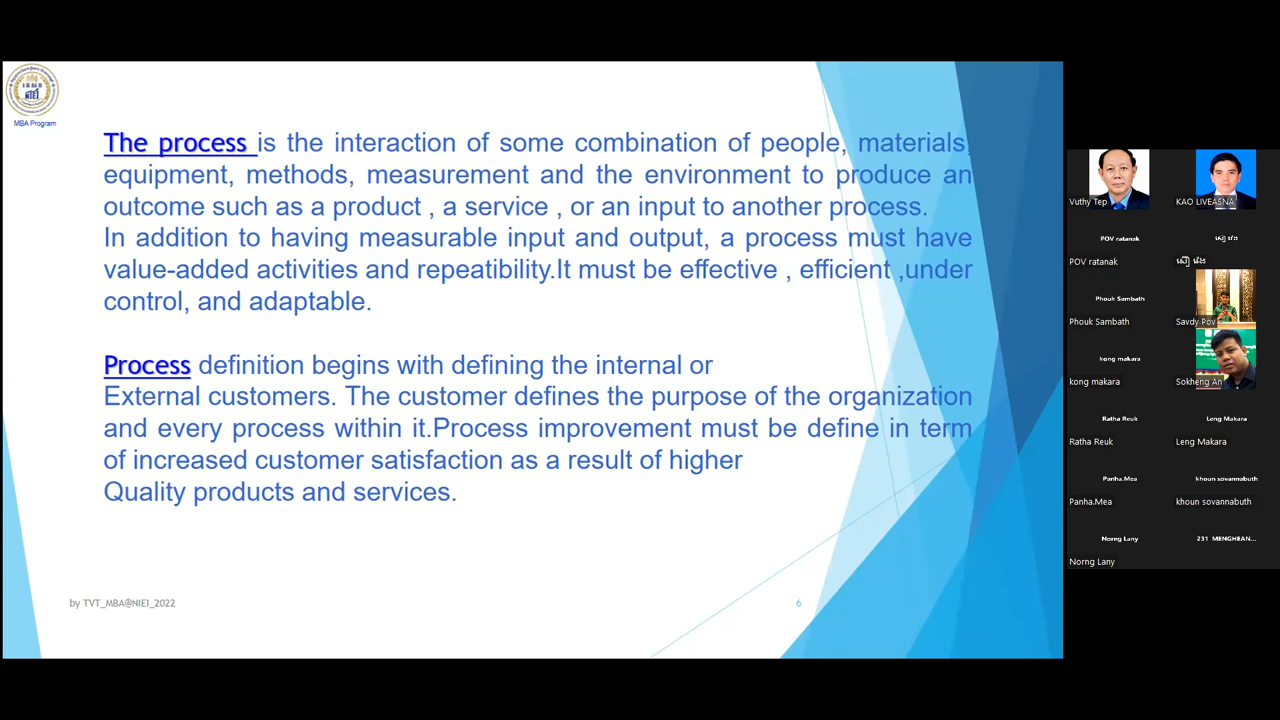 NIEI
MBA Program
The process is the interaction of some combination of people, materials,
equipment, methods, measurement and the environment to produce an
outcome such as a product , a service , or an input to another process.
In addition to having measurable input and output, a process must have
value-added activities and repeatibility.It must be effective , efficient ,under
control, and adaptable.
Process definition begins with defining the internal or
External customers. The customer defines the purpose of the organization
and every process within it.Process improvement must be define in term
of increased customer satisfaction as a result of higher
Quality products and services.
by TVT_MBA@NIEI_2022
6
Vuthy Tep
KAO LIVEASNA
POV ratanak
POV ratanak
Phouk Sambath
Phouk Sambath
Savdy Pov
kong makara
kong makara
Sokheng An
Ratha Reuk
Leng Makara
Ratha Reuk
Leng Makara
Panha.Mea
khoun sovannabuth
Panha.Mea
khoun sovannabuth
Norng Lany
231 MENGHEAN...
Norng Lany